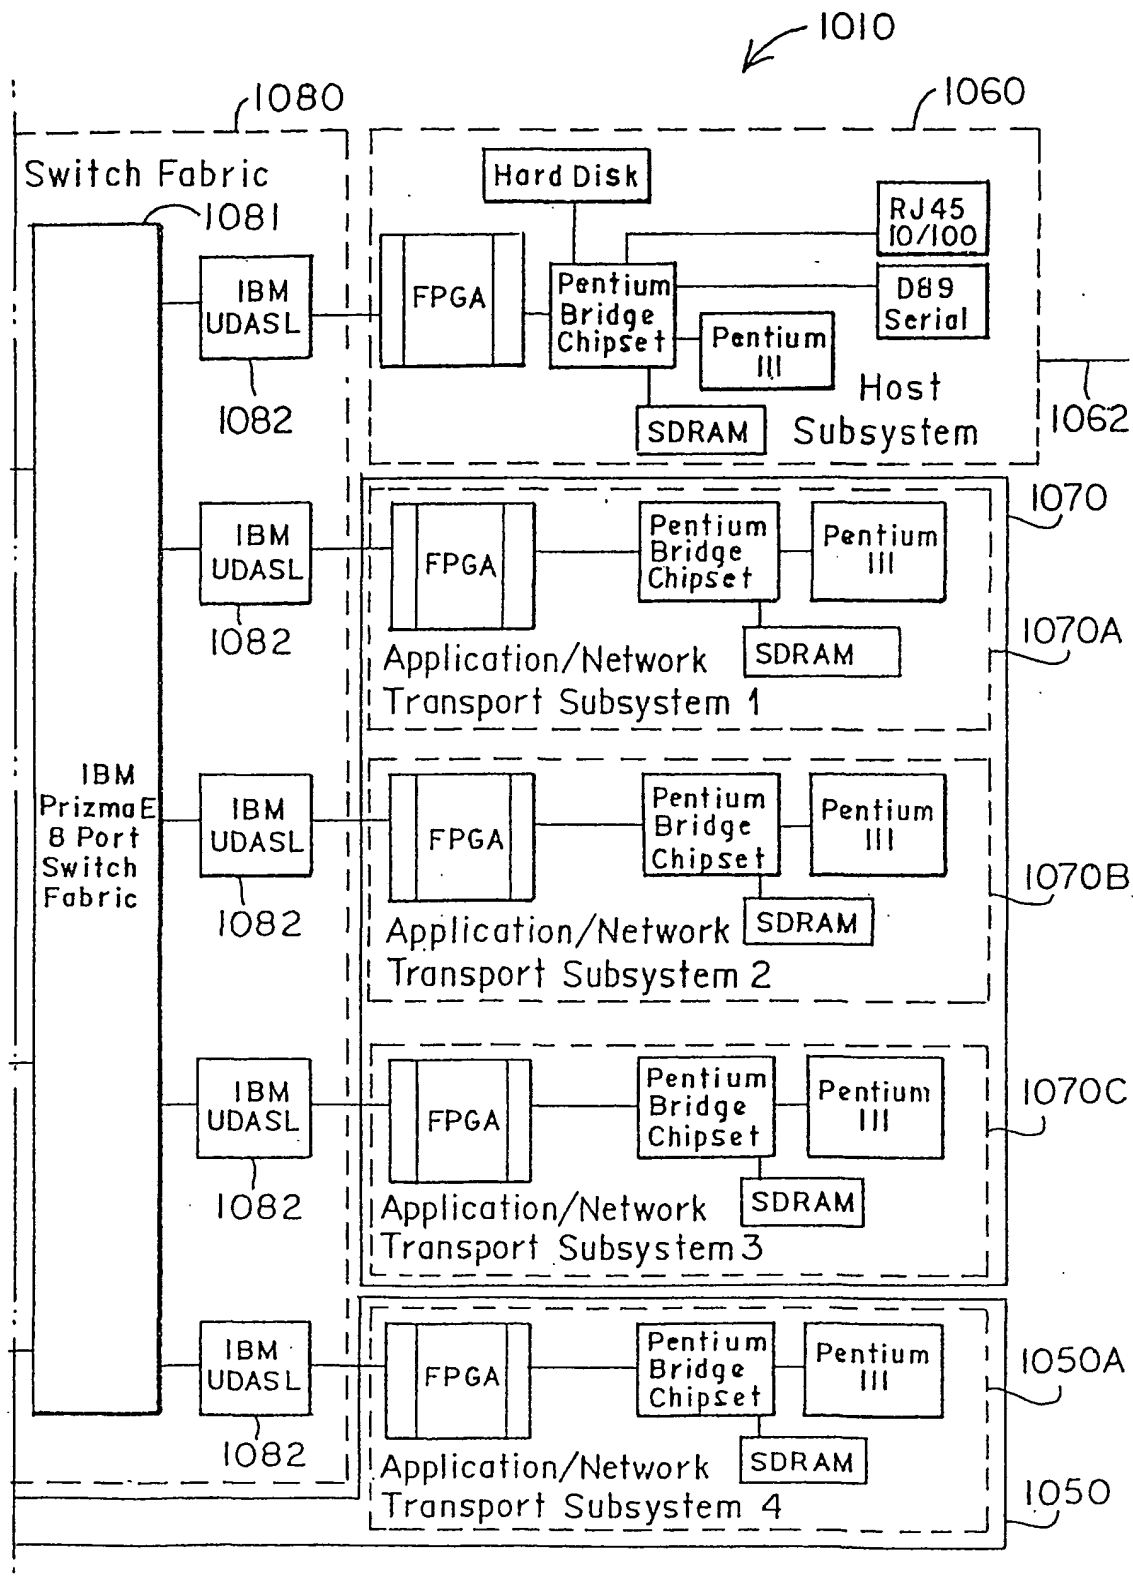 1010
1080
1060
Switch Fabric
1081
Hard Disk
RJ45
10/100
IBM
UDASL
FPGA
Pentium
Bridge
Chipset
D89
Serial
Pentium
III
1082
SDRAM
Host
Subsystem
1062
1070
IBM
UDASL
FPGA
Pentium
Bridge
Chipset
Pentium
III
1082
SDRAM
1070A
Application/Network
Transport Subsystem 1
IBM
PrizmaE
8 Port
Switch
Fabric
IBM
UDASL
FPGA
Pentium
Bridge
Chipset
Pentium
III
1070B
1082
SDRAM
Application/Network
Transport Subsystem 2
IBM
UDASL
FPGA
Pentium
Bridge
Chipset
Pentium
III
1070C
1082
SDRAM
Application/Network
Transport Subsystem 3
IBM
UDASL
FPGA
Pentium
Bridge
Chipset
Pentium
III
1050A
1082
SDRAM
Application/Network
Transport Subsystem 4
1050